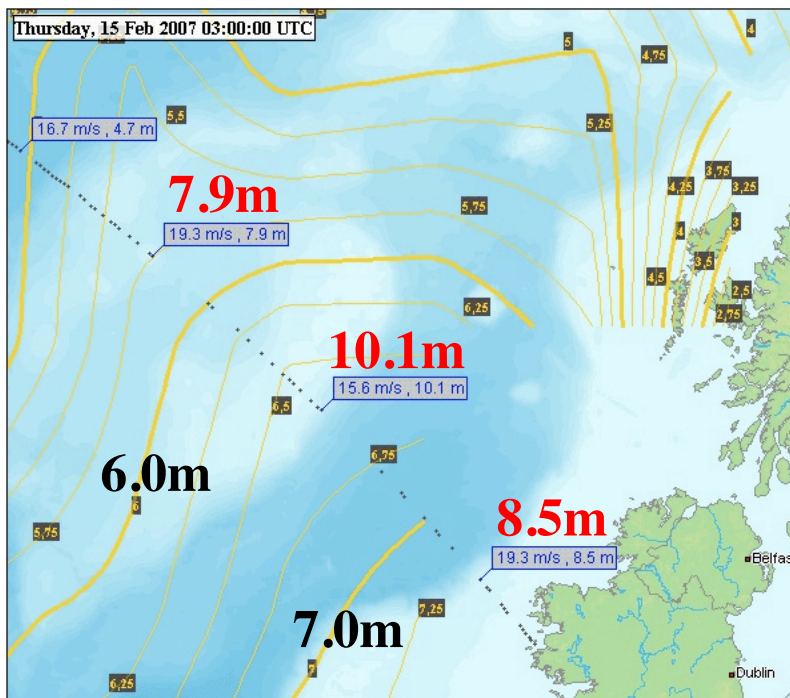 Thursday, 15 Feb 2007 03:00:00 UTC
5
4
4,75
5,5
5,25
16.7 m/s , 4.7 m
7.9m
3,75
4,25
3,25
5,75
3
19.3 m/s , 7.9 m
4
3,5
4,5
2,5
6,25
2,75
10.1m
15.6 m/s , 10.1 m
6,5
6,75
6.0m
6
8.5m
5,75
19.3 m/s , 8.5 m
Belfas
7,25
7.0m
7
Dublin
6,25